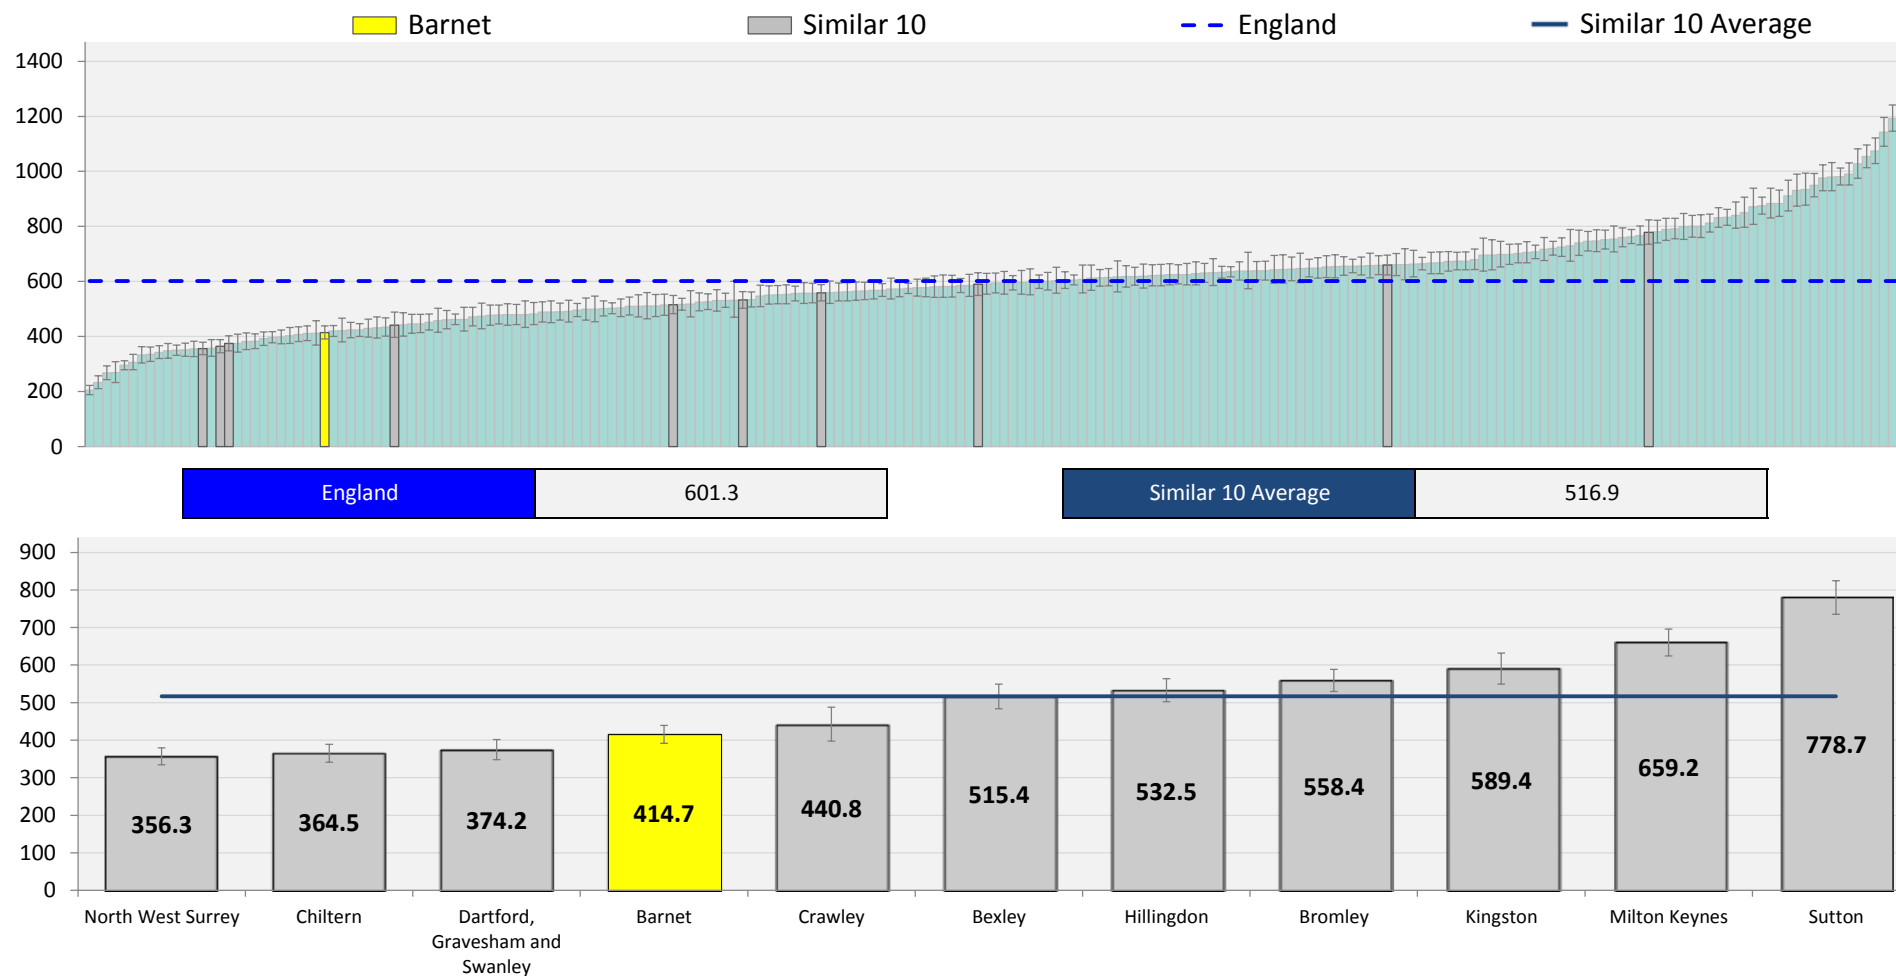 Barnet
Similar 10
England
Similar 10 Average
1400
1200
1000
800
600
400
200
0
England
601.3
Similar 10 Average
516.9
900
800
700
600
500
400
300
200
100
0
356.3
364.5
374.2
414.7
440.8
515.4
532.5
558.4
589.4
659.2
778.7
North West Surrey
Chiltern
Dartford,
Gravesham and
Swanley
Barnet
Crawley
Bexley
Hillingdon
Bromley
Kingston
Milton Keynes
Sutton